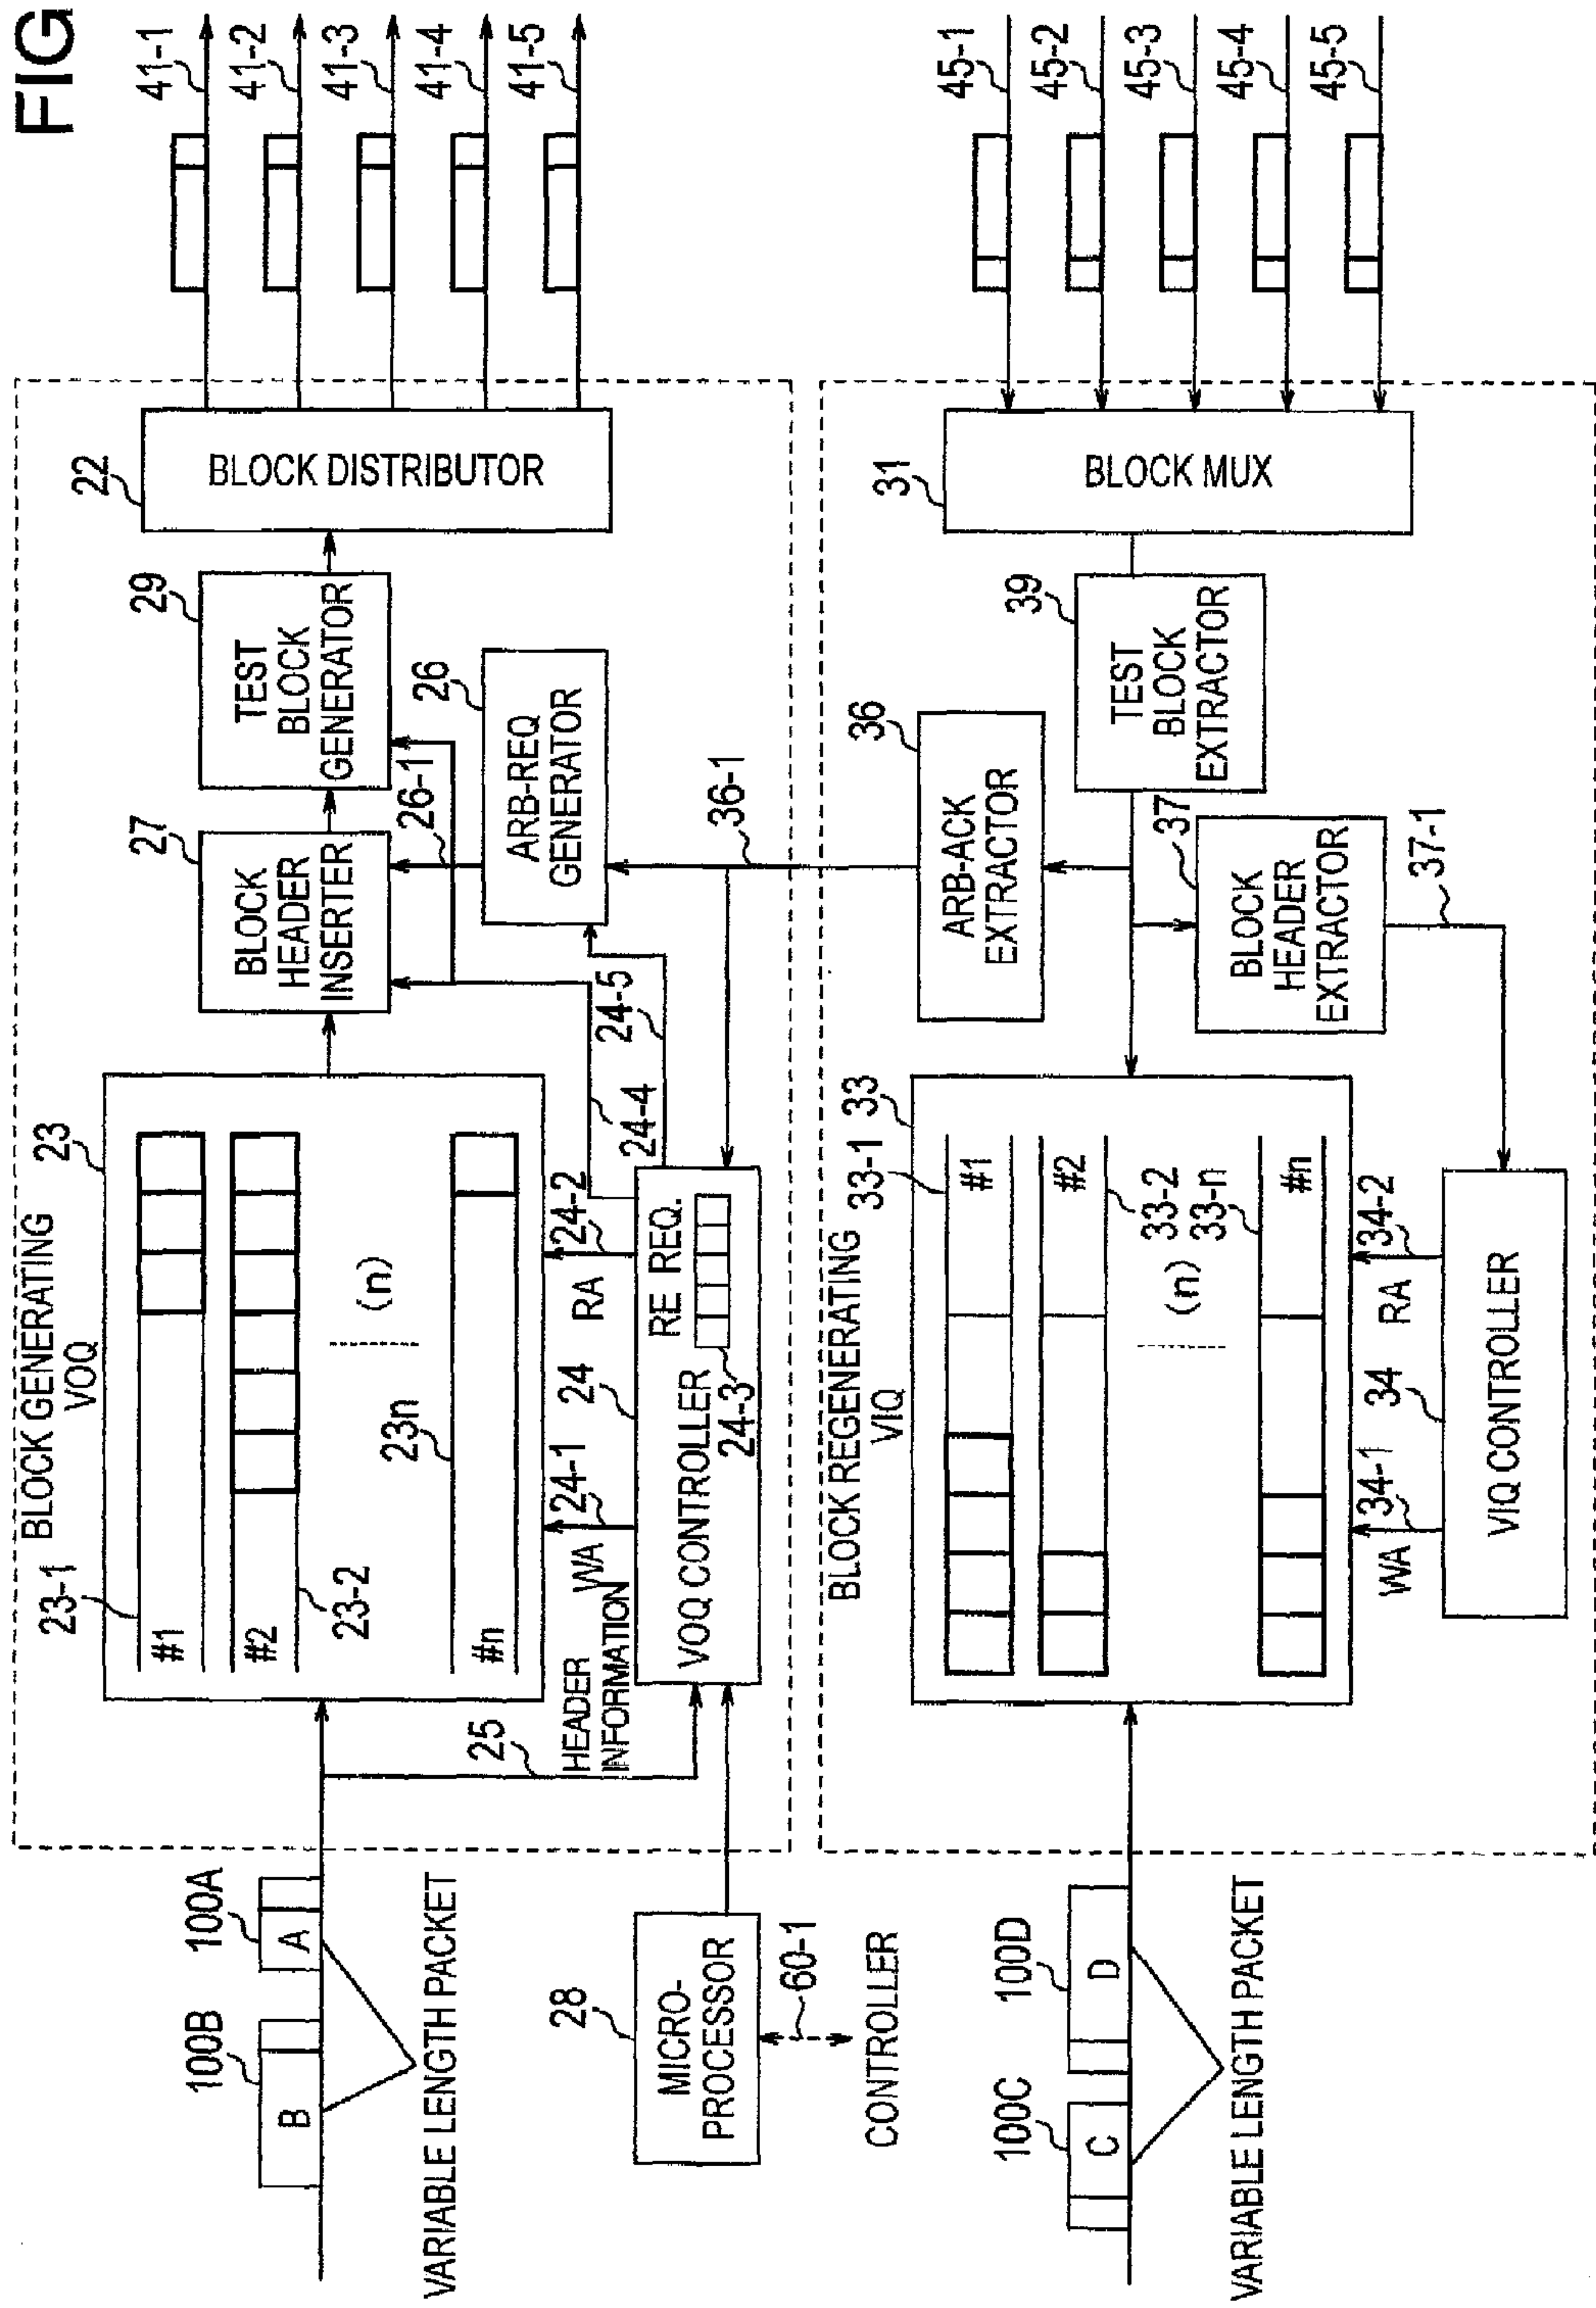 FIG
41-1
41-2
41-3
41-4
41-5
22
BLOCK DISTRIBUTOR
29
TEST
BLOCK
GENERATOR
27
BLOCK
HEADER
INSERTER
26-1
26
ARB-REQ
GENERATOR
36-1
24-5
24-4
BLOCK GENERATING
VOQ
23
23-1
#1
#2
23-2
(n)
23n
#n
HEADER
INFORMATION
WA
24-1
24
RA
24-2
VOQ CONTROLLER
RE REQ.
24-3
25
100A
A
100B
B
VARIABLE LENGTH PACKET
28
MICRO-
PROCESSOR
60-1
CONTROLLER
45-1
45-2
45-3
45-4
45-5
31
BLOCK MUX
39
TEST
BLOCK
EXTRACTOR
36
ARB-ACK
EXTRACTOR
37
BLOCK
HEADER
EXTRACTOR
37-1
BLOCK REGENERATING
VIQ
33-1
33
#1
#2
33-2
(n)
33-n
#n
WA
34-1
34
RA
34-2
VIQ CONTROLLER
100D
D
100C
C
VARIABLE LENGTH PACKET